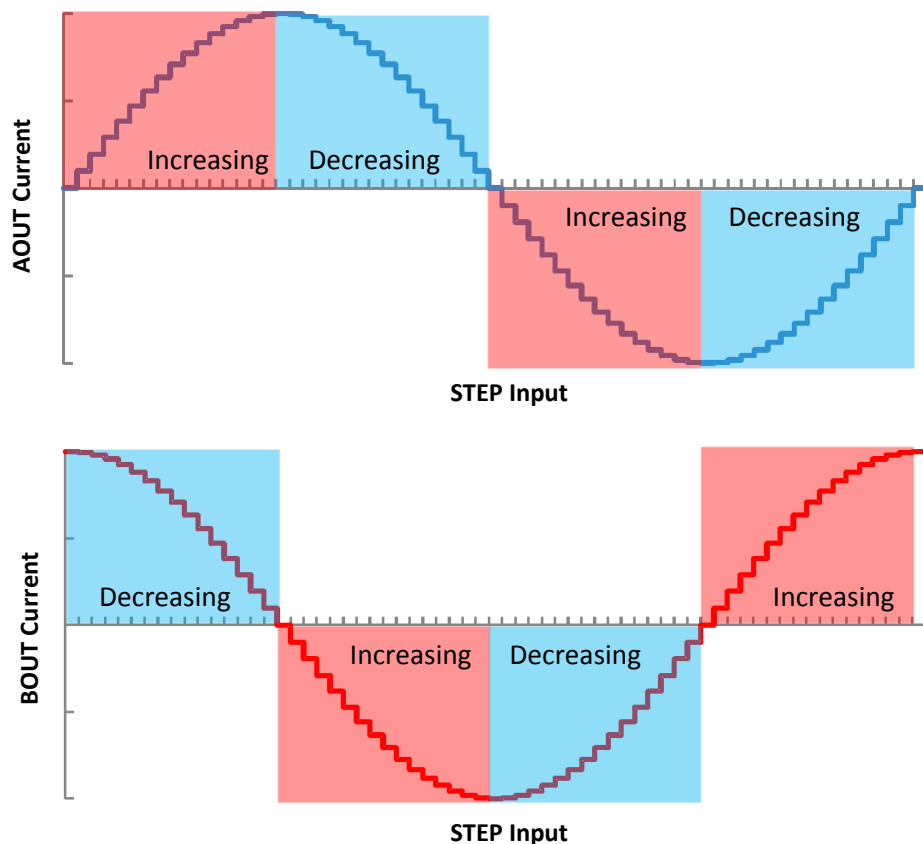 AOUT Current
Increasing
Decreasing
Increasing
Decreasing
STEP Input
BOUT Current
Decreasing
Increasing
Increasing
Decreasing
STEP Input